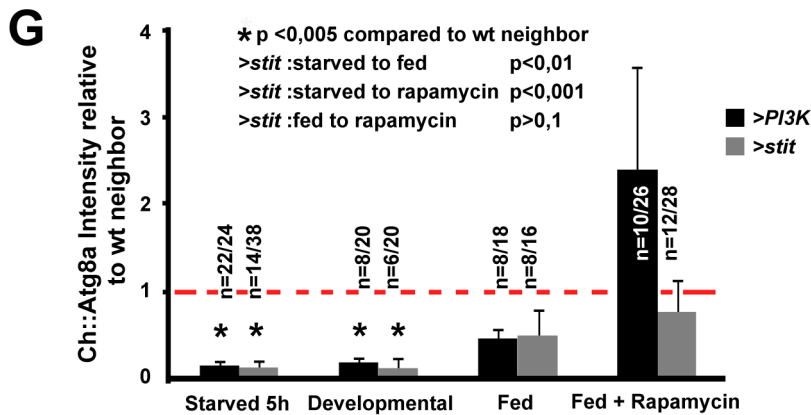 G
* p <0,005 compared to wt neighbor
>stit :starved to fed p<0,01
>stit :starved to rapamycin p<0,001
>stit :fed to rapamycin p>0,1
>PI3K
>stit
Ch::Atg8a Intensity relative
to wt neighbor
4
3
2
1
0
n=22/24
n=14/38
n=8/20
n=6/20
n=8/18
n=8/16
n=10/26
n=12/28
* * * *
Starved 5h Developmental Fed Fed + Rapamycin